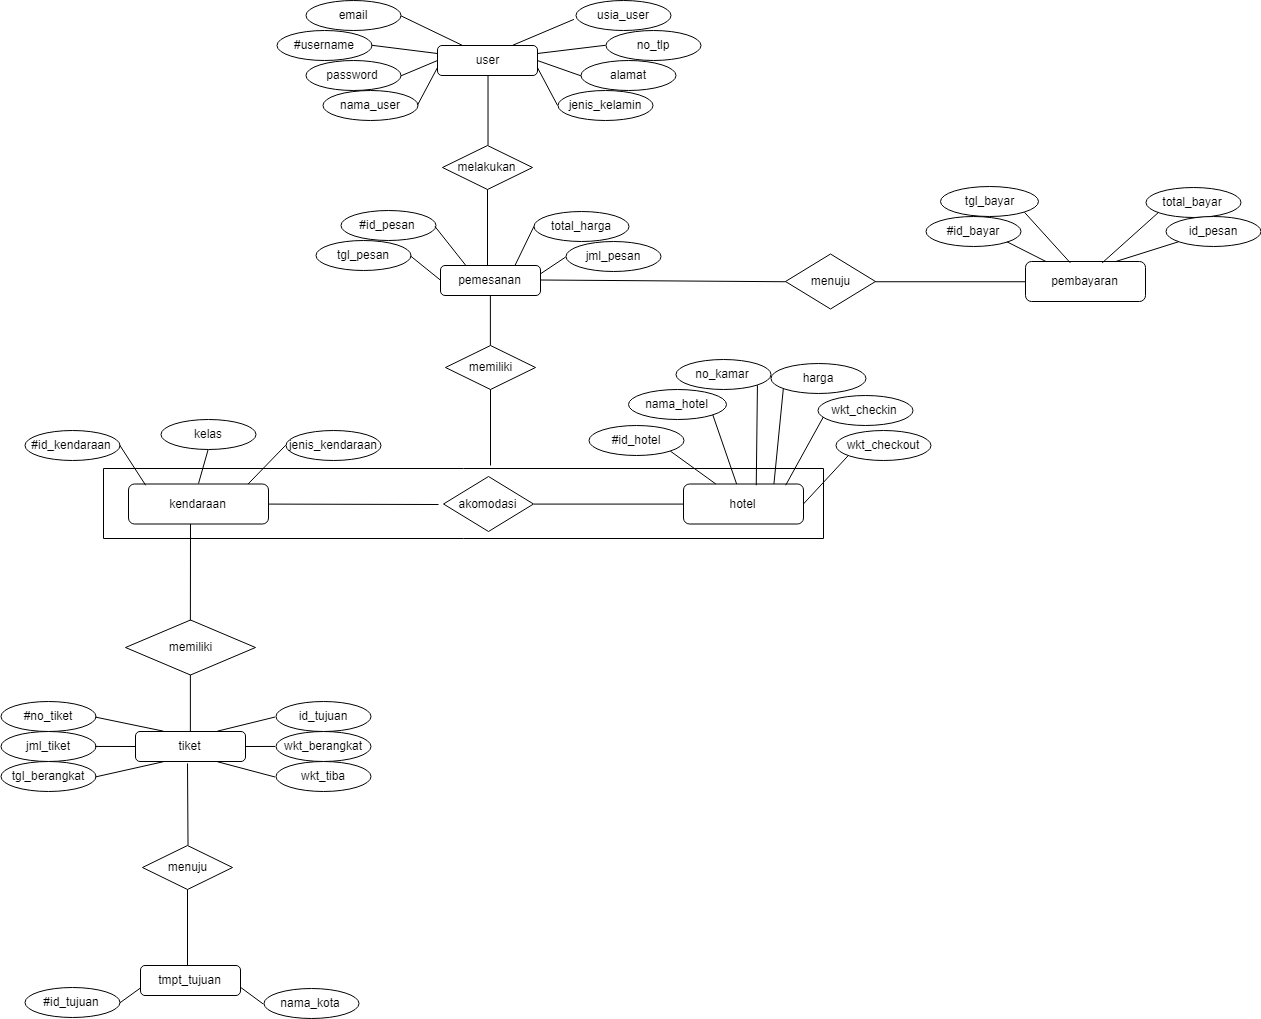 email
usia_user
#username
user
no_tlp
password
alamat
nama_user
jenis_kelamin
melakukan
#id_pesan
total_harga
tgl_pesan
jml_pesan
pemesanan
menuju
tgl_bayar
total_bayar
#id_bayar
id_pesan
pembayaran
memiliki
no_kamar
harga
nama_hotel
wkt_checkin
#id_hotel
wkt_checkout
#id_kendaraan
kelas
jenis_kendaraan
kendaraan
akomodasi
hotel
memiliki
#no_tiket
id_tujuan
jml_tiket
tiket
wkt_berangkat
tgl_berangkat
wkt_tiba
menuju
tmpt_tujuan
#id_tujuan
nama_kota